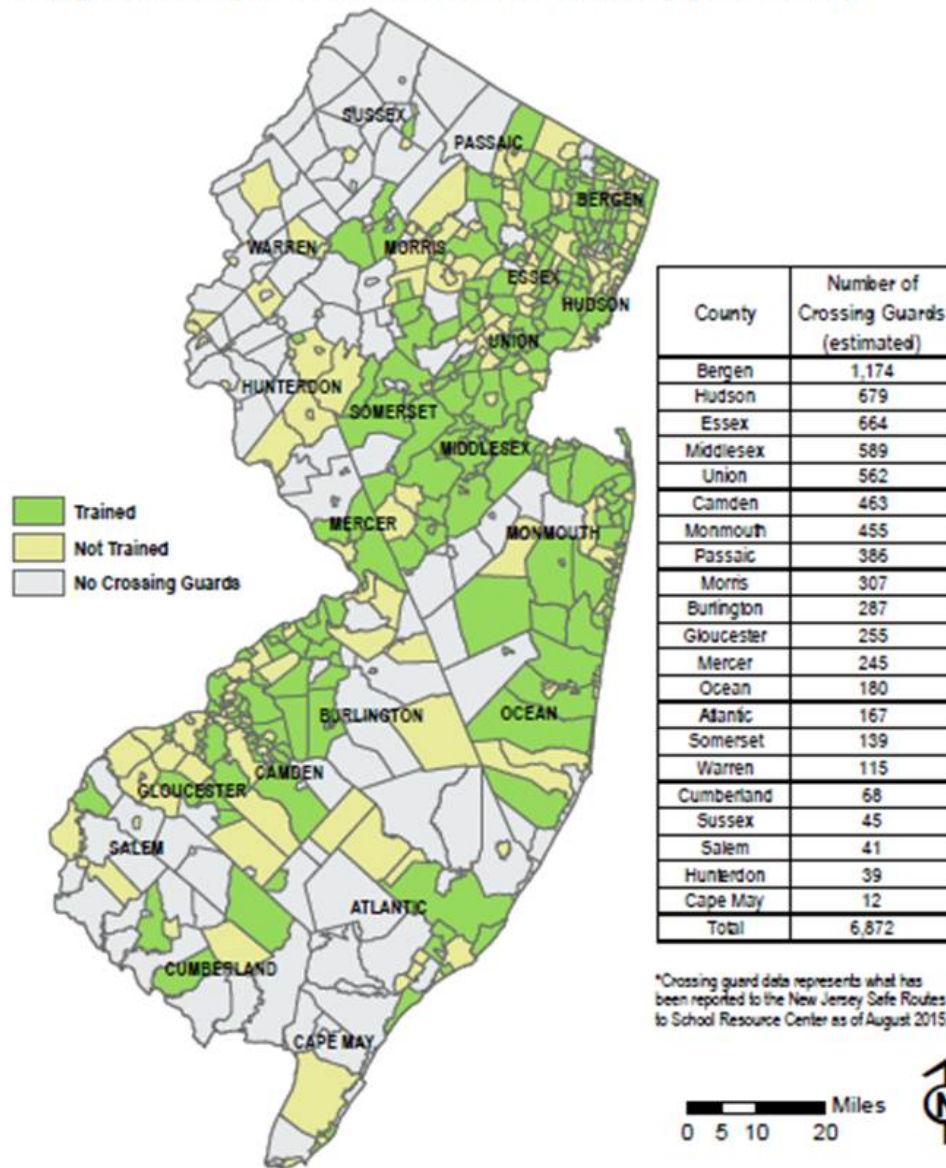 SUSSEX
PASSAIC
BERGEN
WARREN
MORRIS
ESSEX
HUDSON
UNION
HUNTERDON
SOMERSET
MIDDLESEX
MERCER
MONMOUTH
Trained
Not Trained
No Crossing Guards
BURLINGTON
OCEAN
CAMDEN
GLOUCESTER
SALEM
ATLANTIC
CUMBERLAND
CAPE MAY
County Number of Crossing Guards (estimated)
Bergen 1,174
Hudson 679
Essex 664
Middlesex 589
Union 562
Camden 463
Monmouth 455
Passaic 386
Morris 307
Burlington 287
Gloucester 255
Mercer 245
Ocean 180
Atlantic 167
Somerset 139
Warren 115
Cumberland 68
Sussex 45
Salem 41
Hunterdon 39
Cape May 12
Total 6,872
*Crossing guard data represents what has
been reported to the New Jersey Safe Routes
to School Resource Center as of August 2015
Miles
0 5 10 20
N